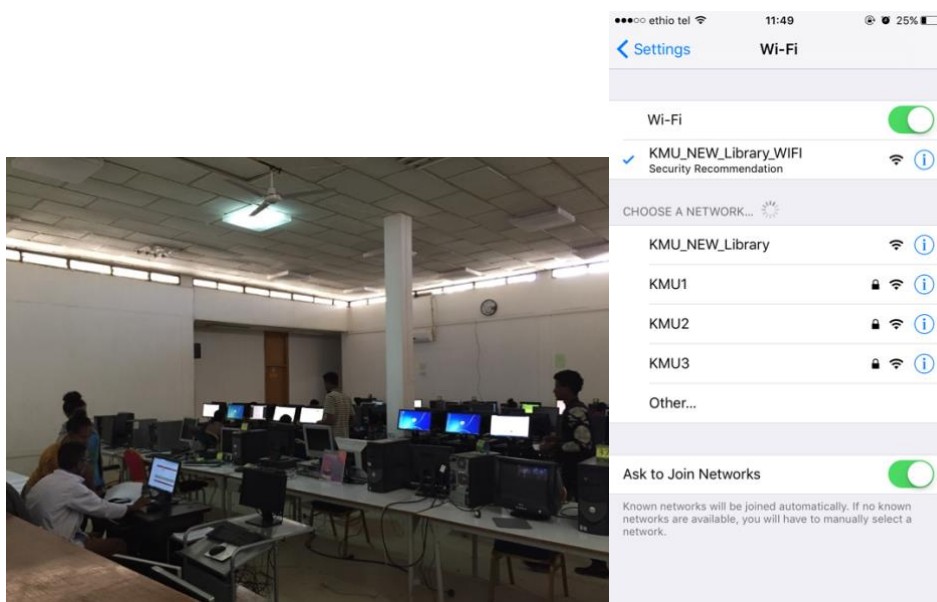 ethio tel 11:49 25%
Settings Wi-Fi
Wi-Fi
KMU_NEW_Library_WIFI
Security Recommendation
CHOOSE A NETWORK...
KMU_NEW_Library
KMU1
KMU2
KMU3
Other...
Ask to Join Networks
Known networks will be joined automatically. If no known
networks are available, you will have to manually select a
network.